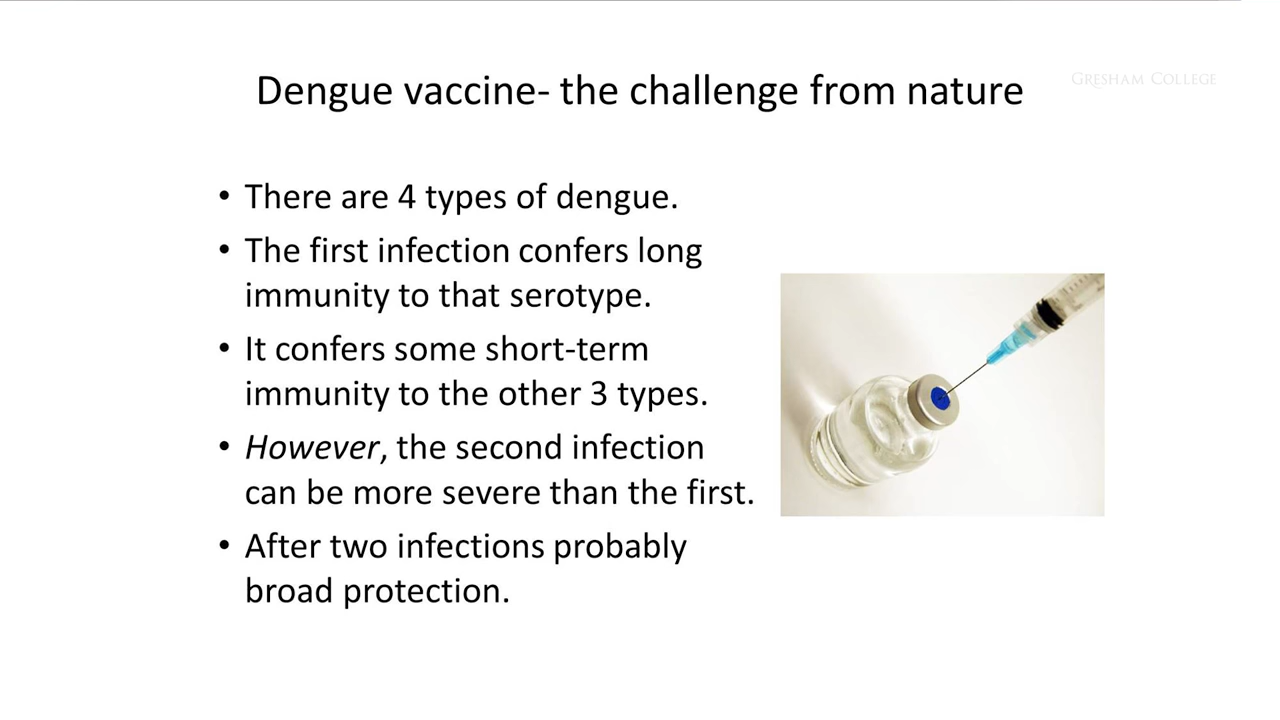 GRESHAM COLLEGE
Dengue vaccine- the challenge from nature
• There are 4 types of dengue.
• The first infection confers long
immunity to that serotype.
• It confers some short-term
immunity to the other 3 types.
• However, the second infection
can be more severe than the first.
• After two infections probably
broad protection.